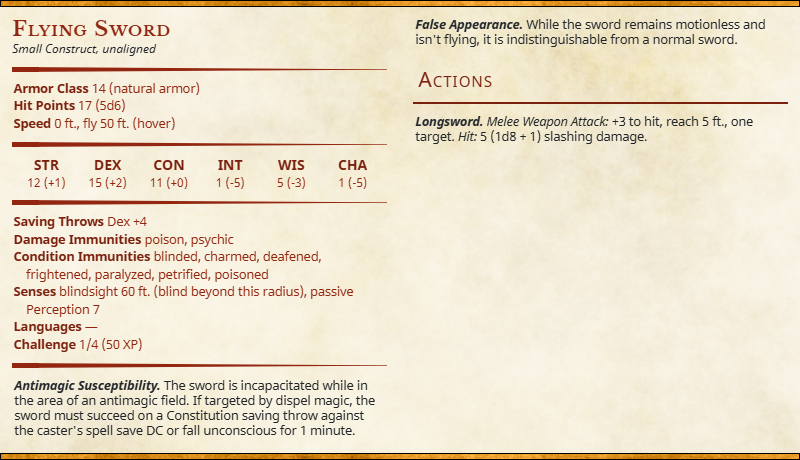 Flying Sword
Small Construct, unaligned
Armor Class 14 (natural armor)
Hit Points 17 (5d6)
Speed 0 ft., fly 50 ft. (hover)
STR DEX CON INT WIS CHA
12 (+1) 15 (+2) 11 (+0) 1 (-5) 5 (-3) 1 (-5)
Saving Throws Dex +4
Damage Immunities poison, psychic
Condition Immunities blinded, charmed, deafened,
frightened, paralyzed, petrified, poisoned
Senses blindsight 60 ft. (blind beyond this radius), passive
Perception 7
Languages —
Challenge 1/4 (50 XP)
Antimagic Susceptibility. The sword is incapacitated while in
the area of an antimagic field. If targeted by dispel magic, the
sword must succeed on a Constitution saving throw against
the caster's spell save DC or fall unconscious for 1 minute.
False Appearance. While the sword remains motionless and
isn't flying, it is indistinguishable from a normal sword.
Actions
Longsword. Melee Weapon Attack: +3 to hit, reach 5 ft., one
target. Hit: 5 (1d8 + 1) slashing damage.